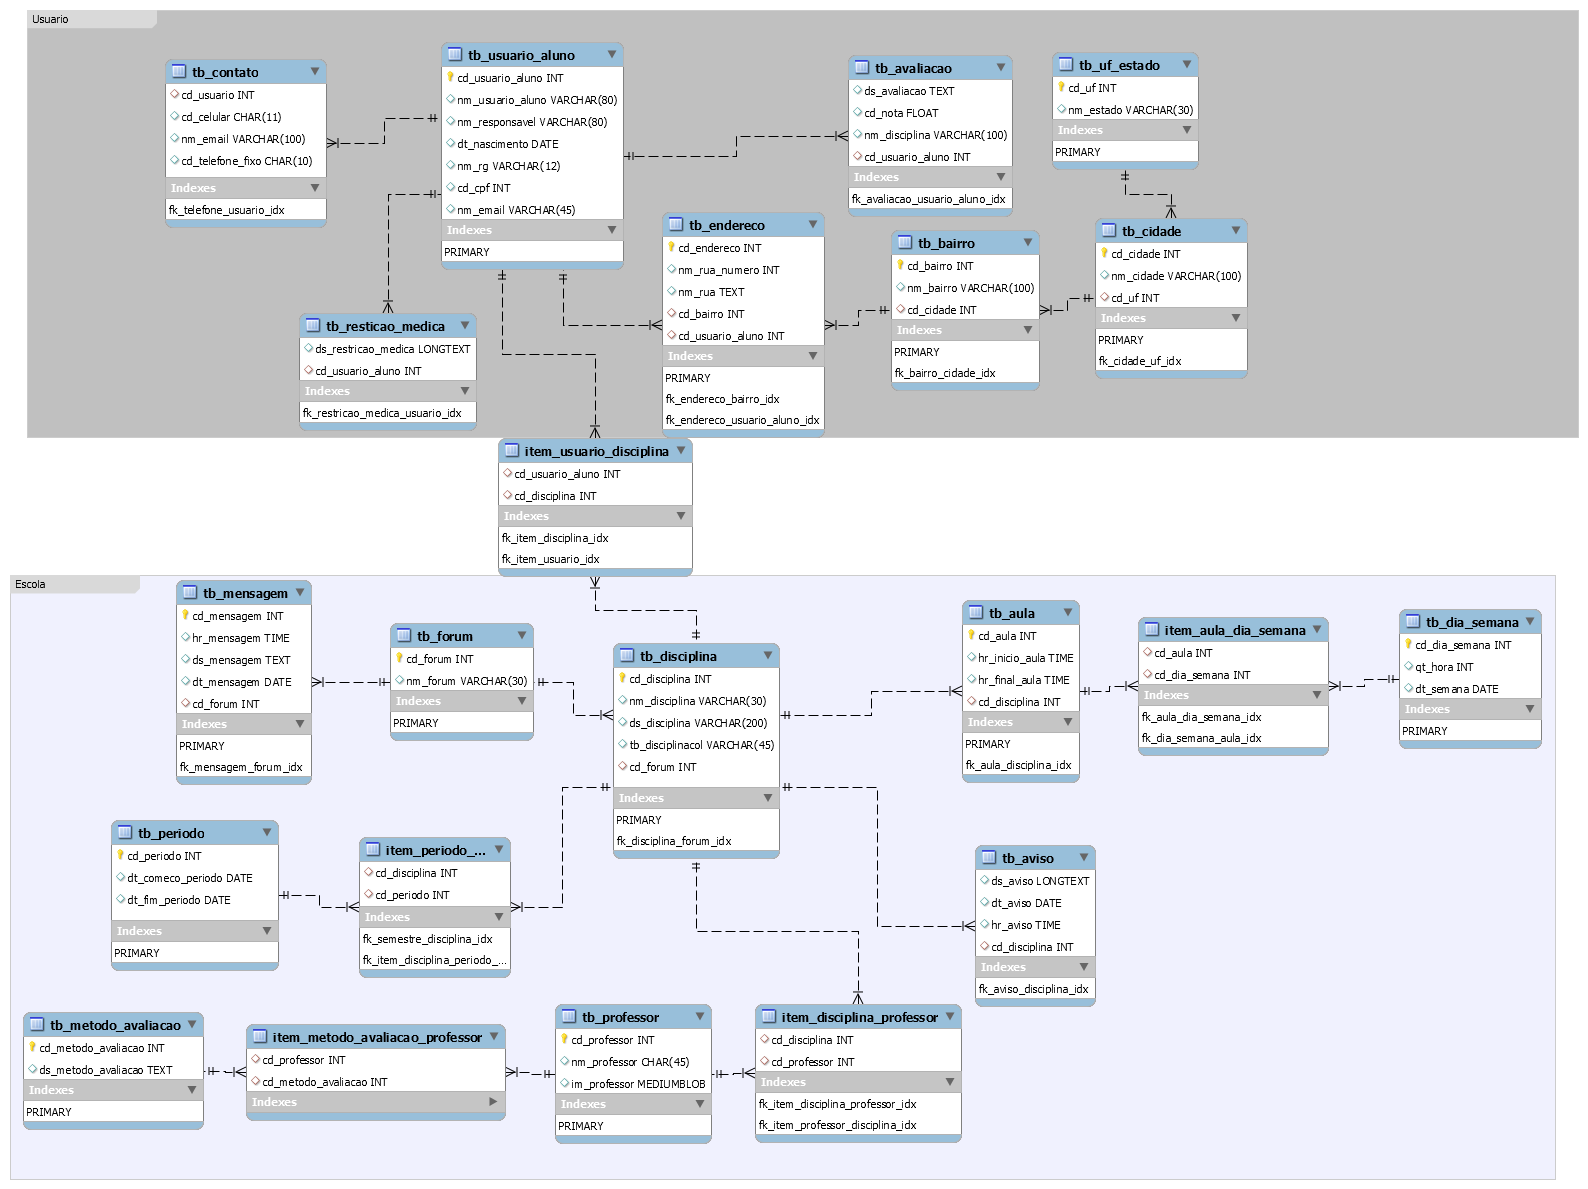 Usuario
tb_contato
cd_usuario INT
cd_celular CHAR(11)
nm_email VARCHAR(100)
cd_telefone_fixo CHAR(10)
Indexes
fk_telefone_usuario_idx
tb_usuario_aluno
cd_usuario_aluno INT
nm_usuario_aluno VARCHAR(80)
nm_responsavel VARCHAR(80)
dt_nascimento DATE
nm_rg VARCHAR(12)
cd_cpf INT
nm_email VARCHAR(45)
Indexes
PRIMARY
tb_avaliacao
ds_avaliacao TEXT
cd_nota FLOAT
nm_disciplina VARCHAR(100)
cd_usuario_aluno INT
Indexes
fk_avaliacao_usuario_aluno_idx
tb_uf_estado
cd_uf INT
nm_estado VARCHAR(30)
Indexes
PRIMARY
tb_resticao_medica
ds_restricao_medica LONGTEXT
cd_usuario_aluno INT
Indexes
fk_restricao_medica_usuario_idx
tb_endereco
cd_endereco INT
nm_rua_numero INT
nm_rua TEXT
cd_bairro INT
cd_usuario_aluno INT
Indexes
PRIMARY
fk_endereco_bairro_idx
fk_endereco_usuario_aluno_idx
tb_bairro
cd_bairro INT
nm_bairro VARCHAR(100)
cd_cidade INT
Indexes
PRIMARY
fk_bairro_cidade_idx
tb_cidade
cd_cidade INT
nm_cidade VARCHAR(100)
cd_uf INT
Indexes
PRIMARY
fk_cidade_uf_idx
item_usuario_disciplina
cd_usuario_aluno INT
cd_disciplina INT
Indexes
fk_item_disciplina_idx
fk_item_usuario_idx
Escola
tb_mensagem
cd_mensagem INT
hr_mensagem TIME
ds_mensagem TEXT
dt_mensagem DATE
cd_forum INT
Indexes
PRIMARY
fk_mensagem_forum_idx
tb_forum
cd_forum INT
nm_forum VARCHAR(30)
Indexes
PRIMARY
tb_disciplina
cd_disciplina INT
nm_disciplina VARCHAR(30)
ds_disciplina VARCHAR(200)
tb_disciplinacol VARCHAR(45)
cd_forum INT
Indexes
PRIMARY
fk_disciplina_forum_idx
tb_aula
cd_aula INT
hr_inicio_aula TIME
hr_final_aula TIME
cd_disciplina INT
Indexes
PRIMARY
fk_aula_disciplina_idx
item_aula_dia_semana
cd_aula INT
cd_dia_semana INT
Indexes
fk_aula_dia_semana_idx
fk_dia_semana_aula_idx
tb_dia_semana
cd_dia_semana INT
qt_hora INT
dt_semana DATE
Indexes
PRIMARY
tb_periodo
cd_periodo INT
dt_comeco_periodo DATE
dt_fim_periodo DATE
Indexes
PRIMARY
item_periodo_...
cd_disciplina INT
cd_periodo INT
Indexes
fk_semestre_disciplina_idx
fk_item_disciplina_periodo_...
tb_aviso
ds_aviso LONGTEXT
dt_aviso DATE
hr_aviso TIME
cd_disciplina INT
Indexes
fk_aviso_disciplina_idx
tb_metodo_avaliacao
cd_metodo_avaliacao INT
ds_metodo_avaliacao TEXT
Indexes
PRIMARY
item_metodo_avaliacao_professor
cd_professor INT
cd_metodo_avaliacao INT
Indexes
tb_professor
cd_professor INT
nm_professor CHAR(45)
im_professor MEDIUMBLOB
Indexes
PRIMARY
item_disciplina_professor
cd_disciplina INT
cd_professor INT
Indexes
fk_item_disciplina_professor_idx
fk_item_professor_disciplina_idx